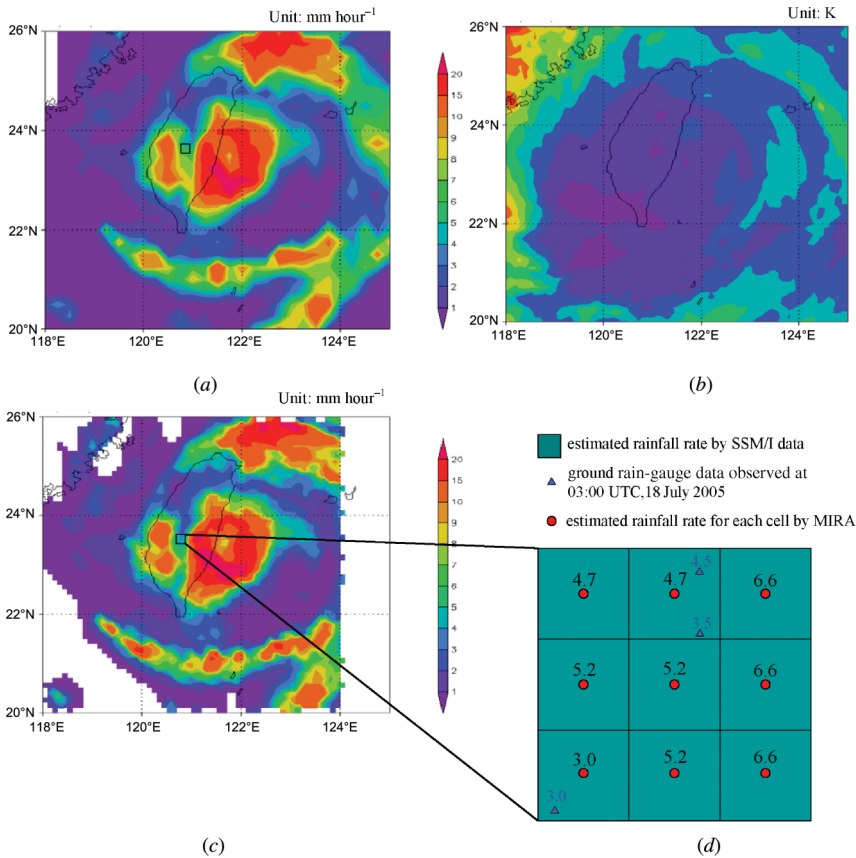 Unit: mm hour⁻¹
26°N
24°N
22°N
20°N
118°E
120°E
122°E
124°E
20
15
10
9
8
7
6
5
4
3
2
1
(a)
Unit: K
26°N
24°N
22°N
20°N
118°E
120°E
122°E
124°E
(b)
Unit: mm hour⁻¹
26°N
24°N
22°N
20°N
118°E
120°E
122°E
124°E
20
15
10
9
8
7
6
5
4
3
2
1
(c)
estimated rainfall rate by SSM/I data
ground rain-gauge data observed at
03:00 UTC,18 July 2005
estimated rainfall rate for each cell by MIRA
4.5
4.7 4.7 6.6
3.5
5.2 5.2 6.6
3.0 5.2 6.6
3.0
(d)